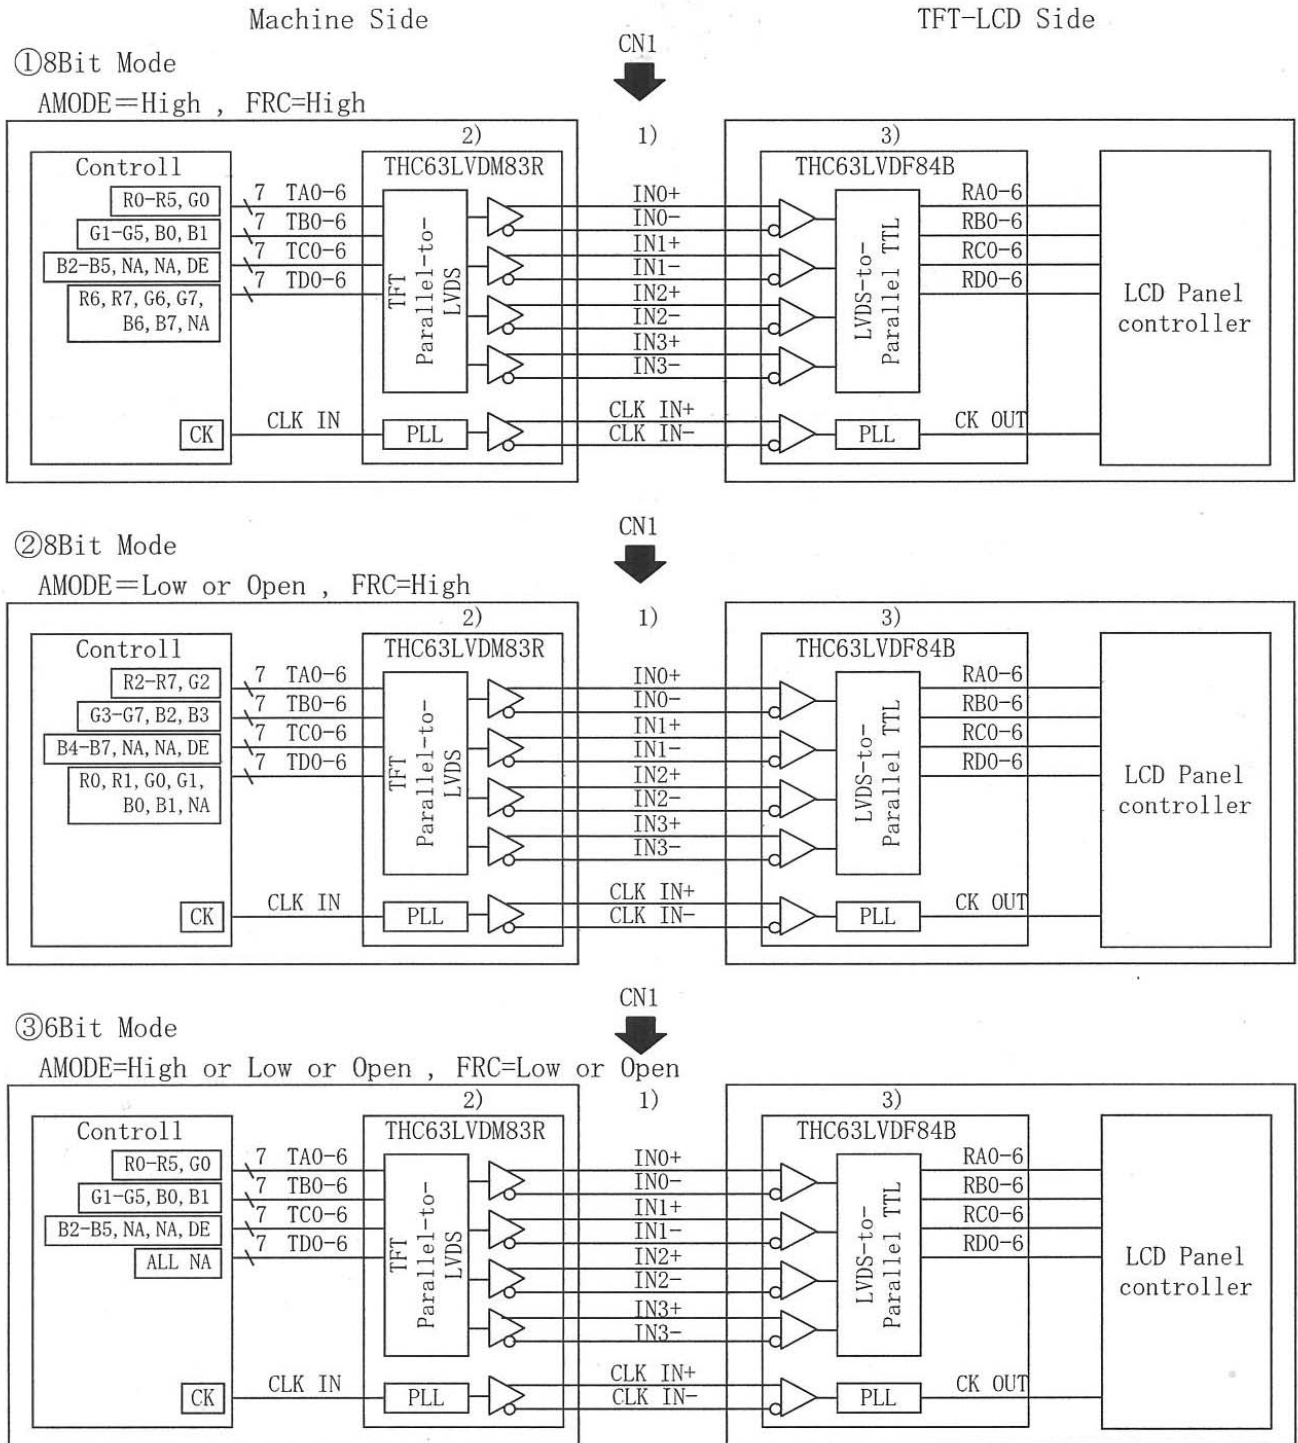 Machine Side
TFT-LCD Side
CN1
①8Bit Mode
AMODE=High , FRC=High
2)
1)
3)
Controll
THC63LVDM83R
THC63LVDF84B
R0-R5, G0
7 TA0-6
IN0+
RA0-6
G1-G5, B0, B1
7 TB0-6
IN0-
RB0-6
B2-B5, NA, NA, DE
7 TC0-6
IN1+
RC0-6
R6, R7, G6, G7,
B6, B7, NA
7 TD0-6
IN1-
RD0-6
TFT
Parallel-to-
LVDS
IN2+
IN2-
IN3+
IN3-
LVDS-to-
Parallel TTL
LCD Panel
controller
CK
CLK IN
PLL
CLK IN+
CLK IN-
PLL
CK OUT
CN1
②8Bit Mode
AMODE=Low or Open , FRC=High
2)
1)
3)
Controll
THC63LVDM83R
THC63LVDF84B
R2-R7, G2
7 TA0-6
IN0+
RA0-6
G3-G7, B2, B3
7 TB0-6
IN0-
RB0-6
B4-B7, NA, NA, DE
7 TC0-6
IN1+
RC0-6
R0, R1, G0, G1,
B0, B1, NA
7 TD0-6
IN1-
RD0-6
TFT
Parallel-to-
LVDS
IN2+
IN2-
IN3+
IN3-
LVDS-to-
Parallel TTL
LCD Panel
controller
CK
CLK IN
PLL
CLK IN+
CLK IN-
PLL
CK OUT
CN1
③6Bit Mode
AMODE=High or Low or Open , FRC=Low or Open
2)
1)
3)
Controll
THC63LVDM83R
THC63LVDF84B
R0-R5, G0
7 TA0-6
IN0+
RA0-6
G1-G5, B0, B1
7 TB0-6
IN0-
RB0-6
B2-B5, NA, NA, DE
7 TC0-6
IN1+
RC0-6
ALL NA
7 TD0-6
IN1-
RD0-6
TFT
Parallel-to-
LVDS
IN2+
IN2-
IN3+
IN3-
LVDS-to-
Parallel TTL
LCD Panel
controller
CK
CLK IN
PLL
CLK IN+
CLK IN-
PLL
CK OUT